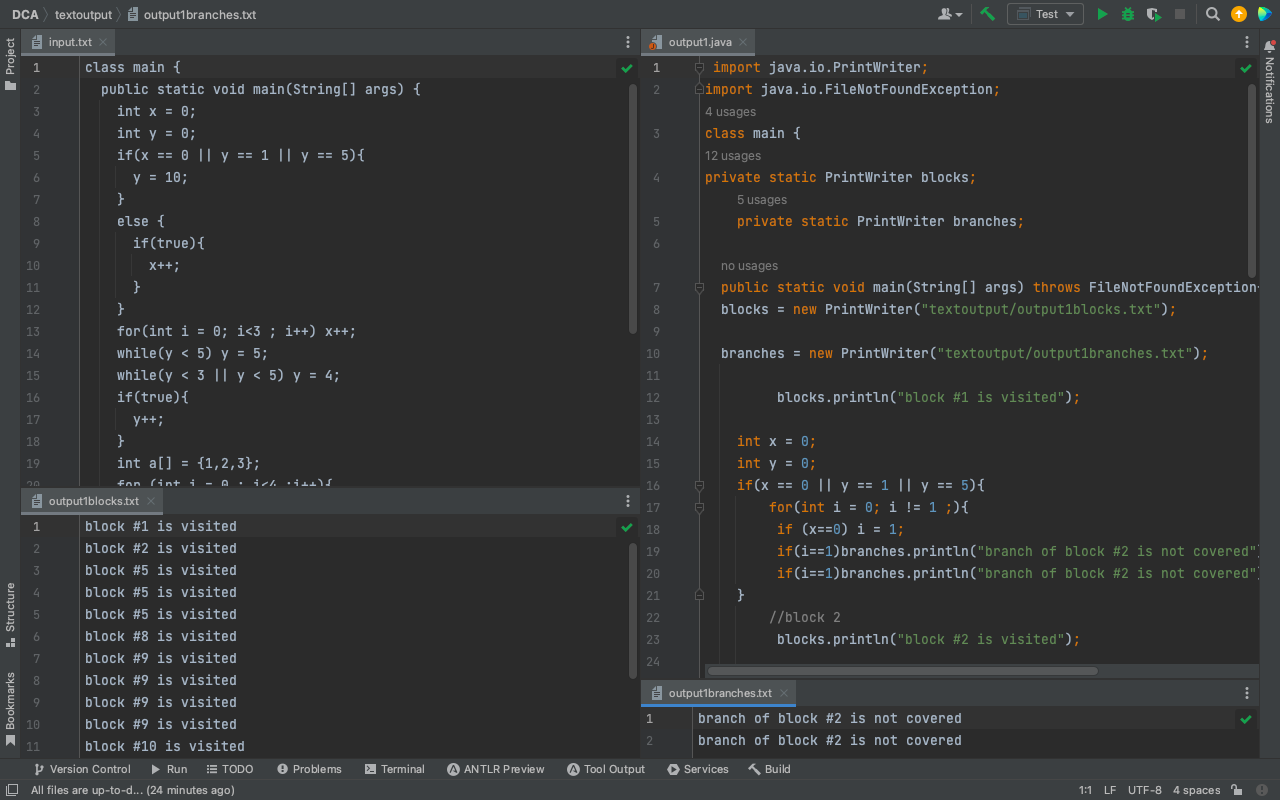 DCA textoutput output1branches.txt
Test
Project
Structure
Bookmarks
input.txt
1 class main {
2 public static void main(String[] args) {
3 int x = 0;
4 int y = 0;
5 if(x == 0 || y == 1 || y == 5){
6 y = 10;
7 }
8 else {
9 if(true){
10 x++;
11 }
12 }
13 for(int i = 0; i<3 ; i++) x++;
14 while(y < 5) y = 5;
15 while(y < 3 || y < 5) y = 4;
16 if(true){
17 y++;
18 }
19 int a[] = {1,2,3};
20 for (int i = 0 ; i<4 ;i++){
output1blocks.txt
1 block #1 is visited
2 block #2 is visited
3 block #5 is visited
4 block #5 is visited
5 block #5 is visited
6 block #8 is visited
7 block #9 is visited
8 block #9 is visited
9 block #9 is visited
10 block #9 is visited
11 block #10 is visited
output1.java
1 import java.io.PrintWriter;
2 import java.io.FileNotFoundException;
4 usages
3 class main {
12 usages
4 private static PrintWriter blocks;
5 usages
5 private static PrintWriter branches;
6
no usages
7 public static void main(String[] args) throws FileNotFoundException
8 blocks = new PrintWriter("textoutput/output1blocks.txt");
9
10 branches = new PrintWriter("textoutput/output1branches.txt");
11
12 blocks.println("block #1 is visited");
13
14 int x = 0;
15 int y = 0;
16 if(x == 0 || y == 1 || y == 5){
17 for(int i = 0; i != 1 ;){
18 if (x==0) i = 1;
19 if(i==1)branches.println("branch of block #2 is not covered"
20 if(i==1)branches.println("branch of block #2 is not covered"
21 }
22 //block 2
23 blocks.println("block #2 is visited");
24
output1branches.txt
1 branch of block #2 is not covered
2 branch of block #2 is not covered
Notifications
Version Control Run TODO Problems Terminal ANTLR Preview Tool Output Services Build
All files are up-to-d... (24 minutes ago) 1:1 LF UTF-8 4 spaces